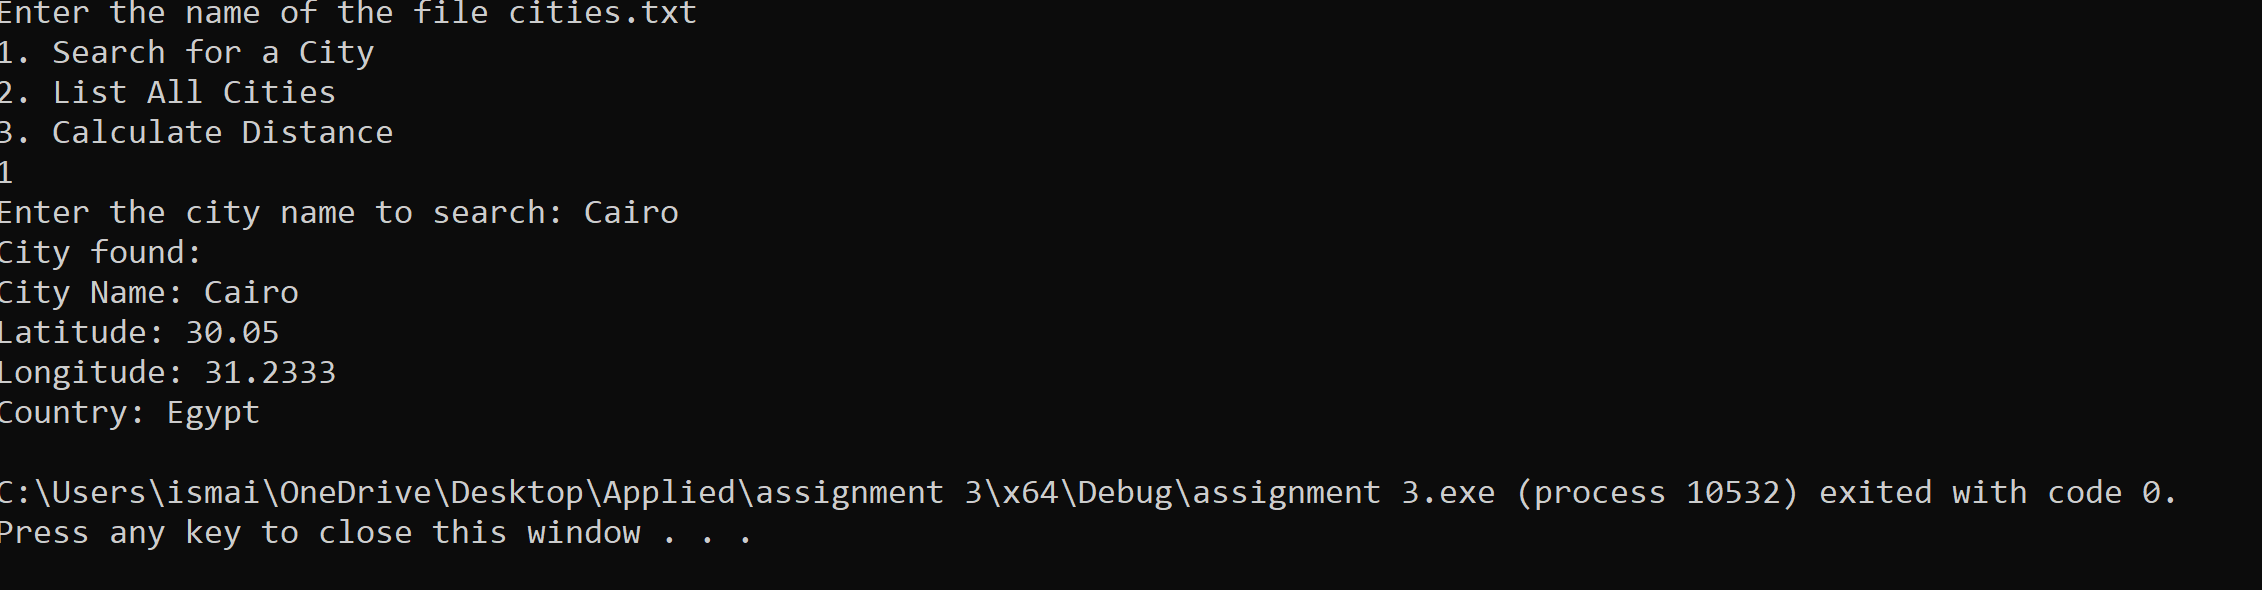 Enter the name of the file cities.txt
1. Search for a City
2. List All Cities
3. Calculate Distance
1
Enter the city name to search: Cairo
City found:
City Name: Cairo
Latitude: 30.05
Longitude: 31.2333
Country: Egypt
C:\Users\ismai\OneDrive\Desktop\Applied\assignment 3\x64\Debug\assignment 3.exe (process 10532) exited with code 0.
Press any key to close this window . . .